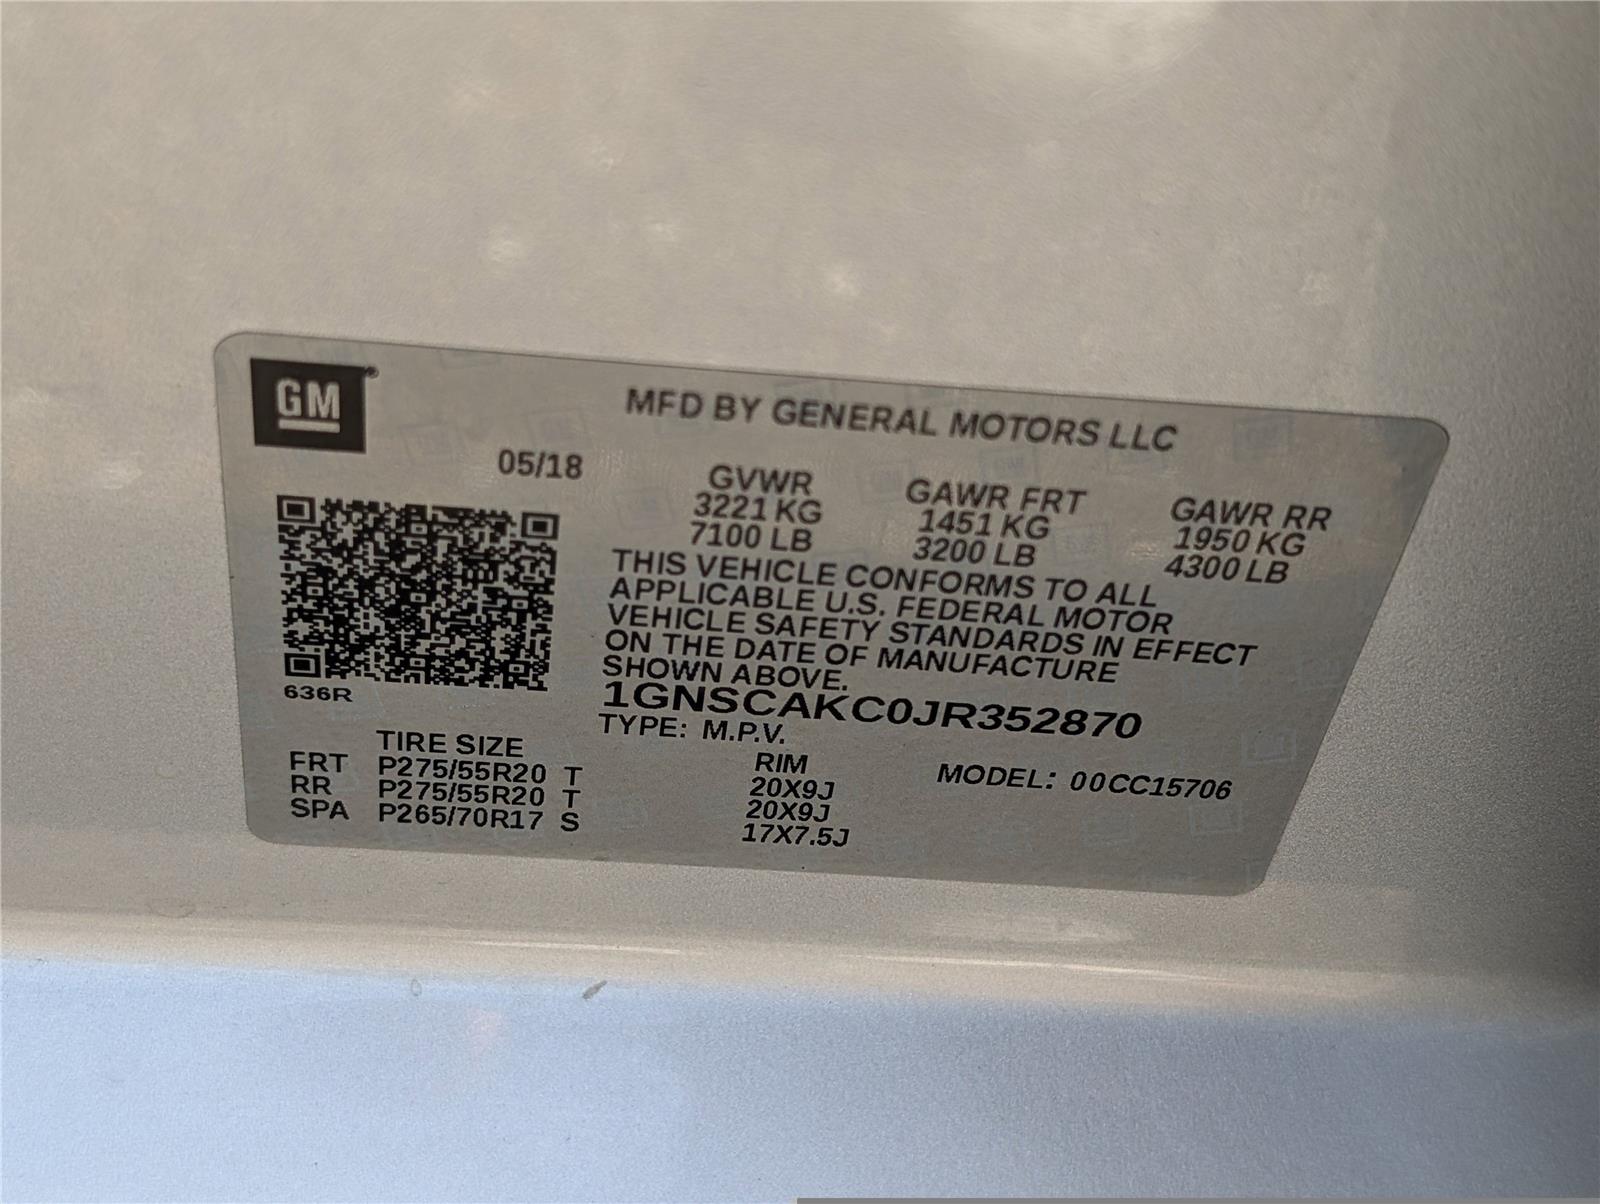 GM
MFD BY GENERAL MOTORS LLC
05/18
GVWR GAWR FRT GAWR RR
3221 KG 1451 KG 1950 KG
7100 LB 3200 LB 4300 LB
THIS VEHICLE CONFORMS TO ALL
APPLICABLE U.S. FEDERAL MOTOR
VEHICLE SAFETY STANDARDS IN EFFECT
ON THE DATE OF MANUFACTURE
SHOWN ABOVE.
636R
1GNSCAKC0JR352870
TYPE: M.P.V.
TIRE SIZE RIM MODEL: 00CC15706
FRT P275/55R20 T 20X9J
RR P275/55R20 T 20X9J
SPA P265/70R17 S 17X7.5J